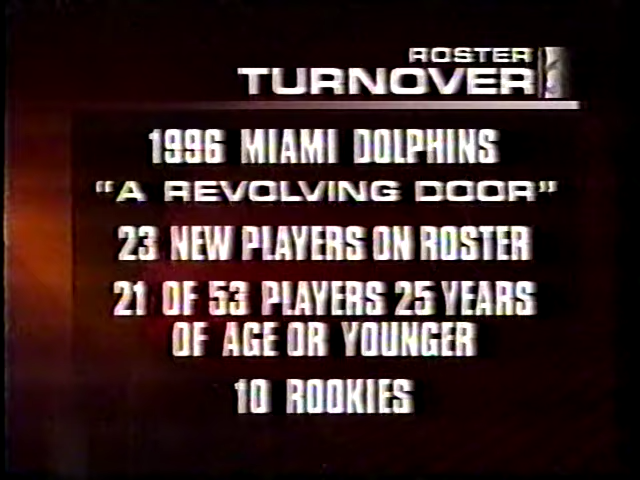 ROSTER
TURNOVER
1996 MIAMI DOLPHINS
"A REVOLVING DOOR"
23 NEW PLAYERS ON ROSTER
21 OF 53 PLAYERS 25 YEARS
OF AGE OR YOUNGER
10 ROOKIES